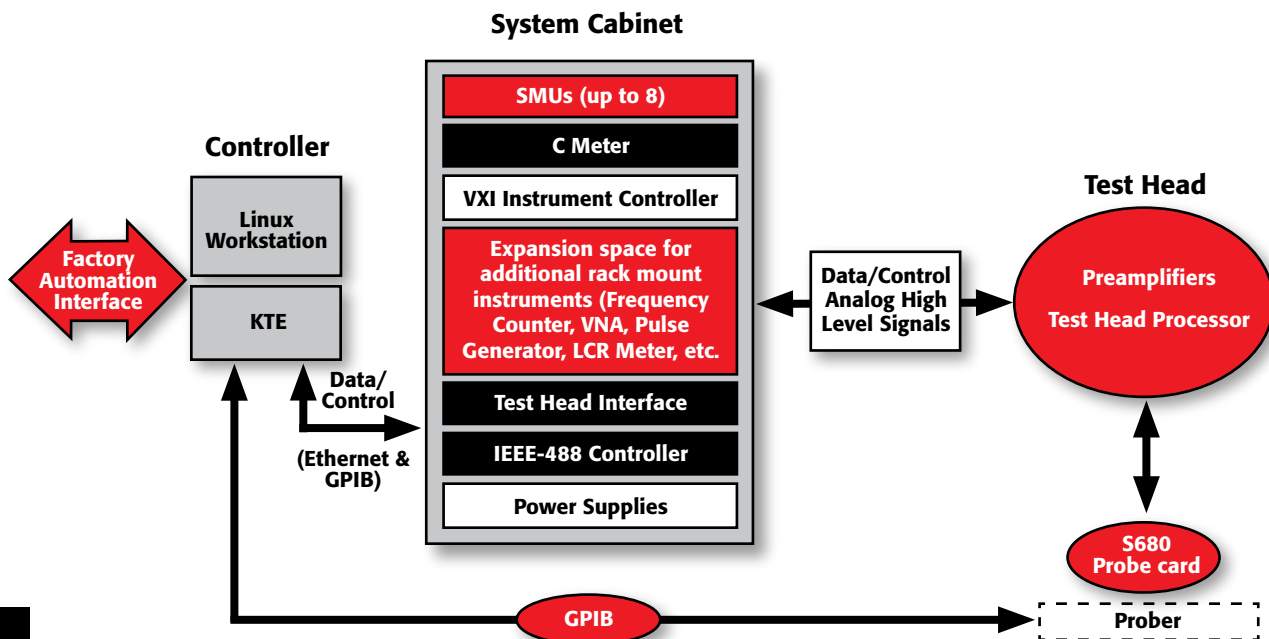 System Cabinet
SMUs (up to 8)
C Meter
VXI Instrument Controller
Expansion space for
additional rack mount
instruments (Frequency
Counter, VNA, Pulse
Generator, LCR Meter, etc.
Test Head Interface
IEEE-488 Controller
Power Supplies
Controller
Linux
Workstation
KTE
Factory
Automation
Interface
Data/
Control
(Ethernet &
GPIB)
Data/Control
Analog High
Level Signals
Test Head
Preamplifiers
Test Head Processor
S680
Probe card
Prober
GPIB